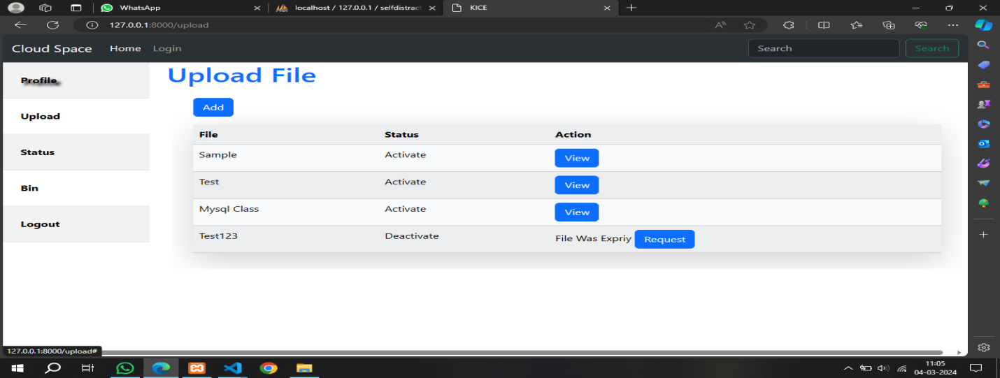 WhatsApp
localhost / 127.0.0.1 / selfdistract
KICE
127.0.0.1:8000/upload
Cloud Space Home Login Search Search
Profile
Upload
Status
Bin
Logout
Upload File
Add
File Status Action
Sample Activate View
Test Activate View
Mysql Class Activate View
Test123 Deactivate File Was Expriy Request
127.0.0.1:8000/upload#
11:05
04-03-2024